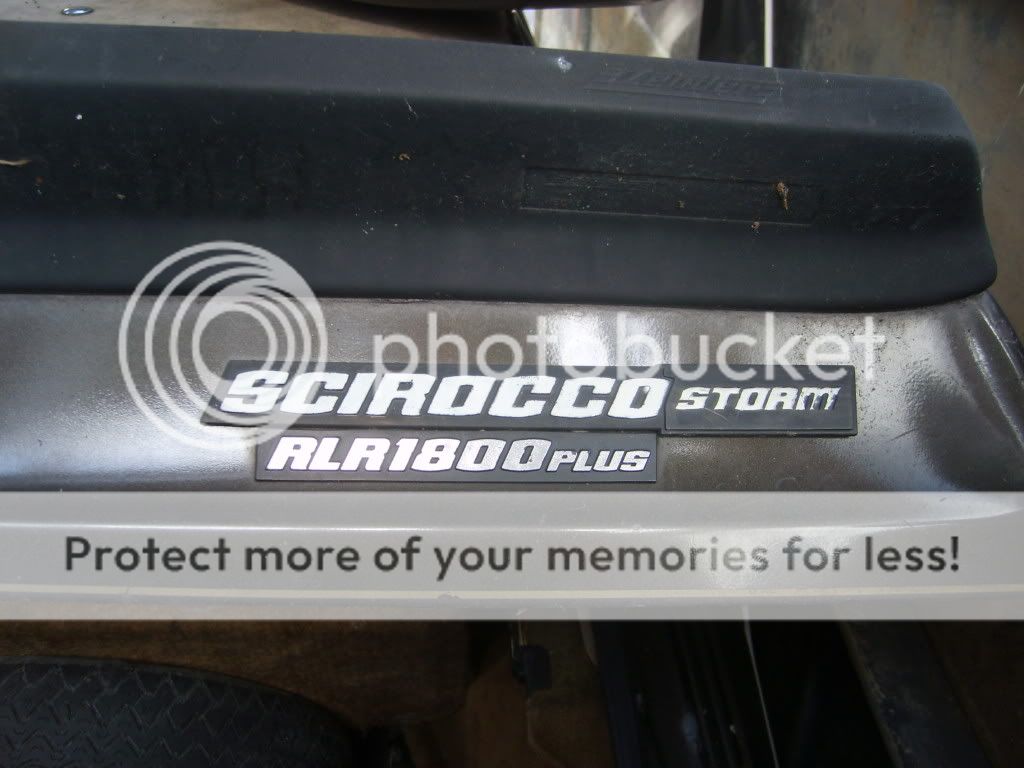 photobucket
SCIROCCO STORM
RLR1800 PLUS
Protect more of your memories for less!